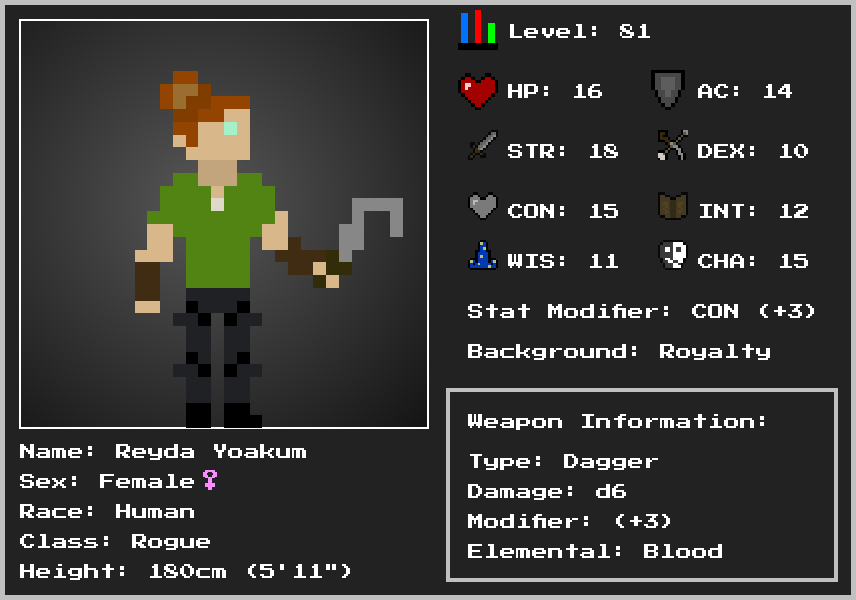 Level: 81
HP: 16 AC: 14
STR: 18 DEX: 10
CON: 15 INT: 12
WIS: 11 CHA: 15
Stat Modifier: CON (+3)
Background: Royalty
Name: Reyda Yoakum
Sex: Female♀
Race: Human
Class: Rogue
Height: 180cm (5'11")
Weapon Information:
Type: Dagger
Damage: d6
Modifier: (+3)
Elemental: Blood